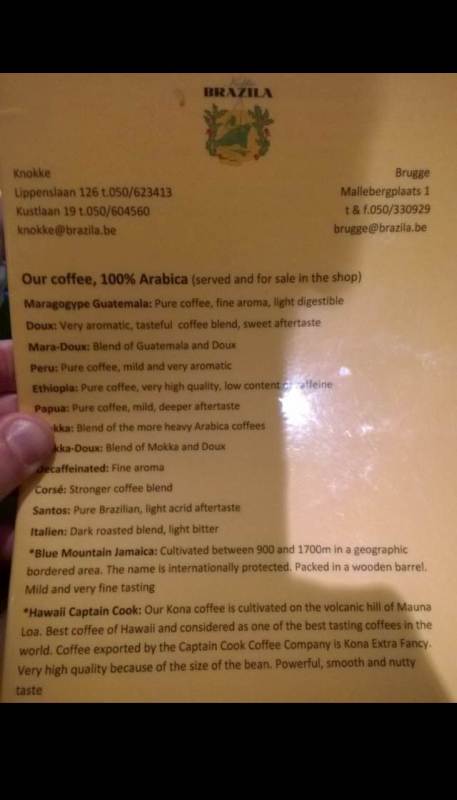 BRAZILA
Knokke
Lippenslaan 126 t.050/623413
Kustlaan 19 t.050/604560
knokke@brazila.be
Brugge
Mallebergplaats 1
t & f.050/330929
brugge@brazila.be
Our coffee, 100% Arabica (served and for sale in the shop)
Maragogype Guatemala: Pure coffee, fine aroma, light digestible
Doux: Very aromatic, tasteful coffee blend, sweet aftertaste
Mara-Doux: Blend of Guatemala and Doux
Peru: Pure coffee, mild and very aromatic
Ethiopia: Pure coffee, very high quality, low content caffeine
Papua: Pure coffee, mild, deeper aftertaste
kka: Blend of the more heavy Arabica coffees
kka-Doux: Blend of Mokka and Doux
Decaffeinated: Fine aroma
Corsé: Stronger coffee blend
Santos: Pure Brazilian, light acrid aftertaste
Italien: Dark roasted blend, light bitter
*Blue Mountain Jamaica: Cultivated between 900 and 1700m in a geographic
bordered area. The name is internationally protected. Packed in a wooden barrel.
Mild and very fine tasting
*Hawaii Captain Cook: Our Kona coffee is cultivated on the volcanic hill of Mauna
Loa. Best coffee of Hawaii and considered as one of the best tasting coffees in the
world. Coffee exported by the Captain Cook Coffee Company is Kona Extra Fancy.
Very high quality because of the size of the bean. Powerful, smooth and nutty
taste